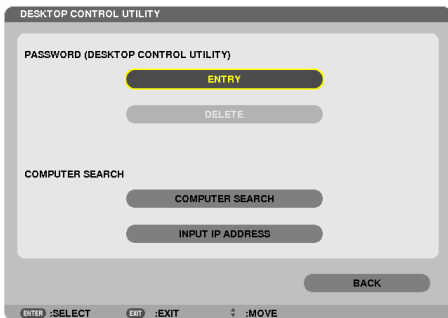 DESKTOP CONTROL UTILITY
PASSWORD (DESKTOP CONTROL UTILITY)
ENTRY
DELETE
COMPUTER SEARCH
COMPUTER SEARCH
INPUT IP ADDRESS
BACK
ENTER :SELECT EXIT :EXIT :MOVE